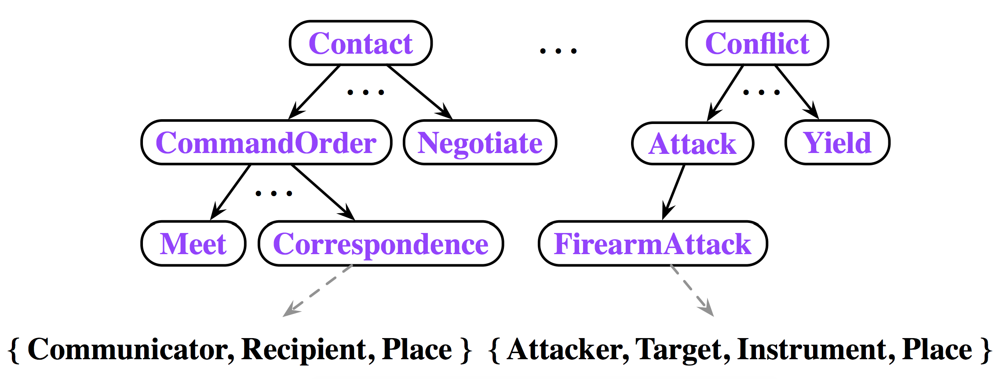 Contact ... Conflict
... ...
CommandOrder Negotiate Attack Yield
...
Meet Correspondence FirearmAttack
{ Communicator, Recipient, Place } { Attacker, Target, Instrument, Place }